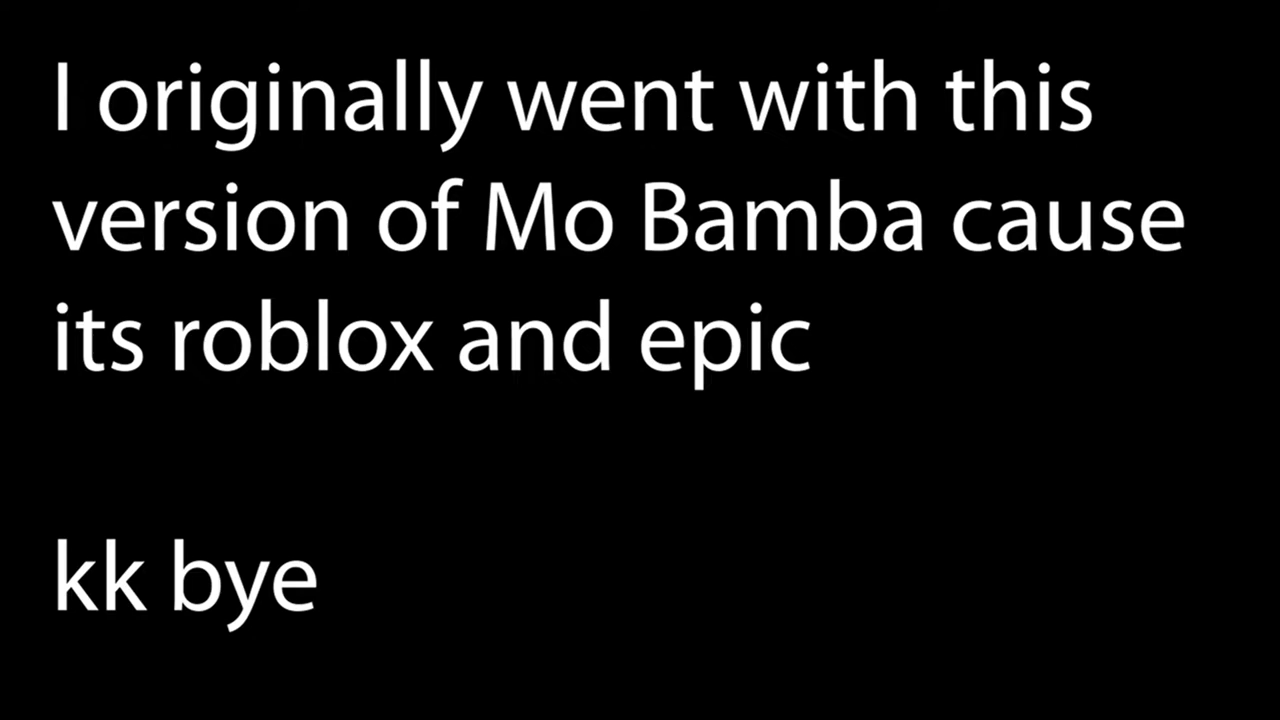 I originally went with this
version of Mo Bamba cause
its roblox and epic
kk bye